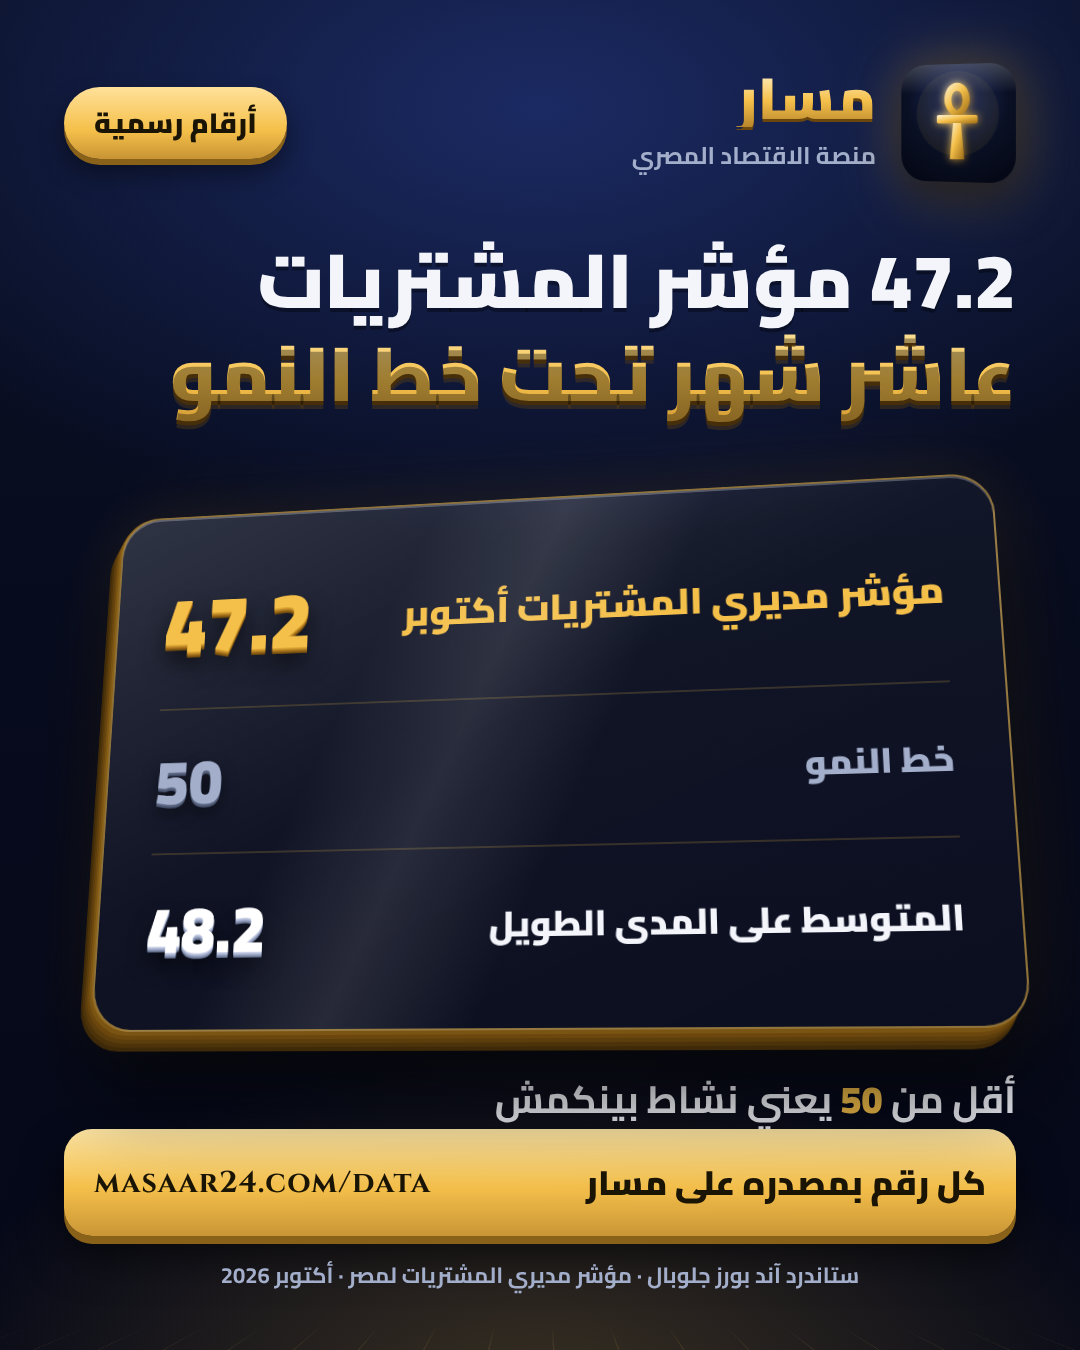 مسار
منصة الاقتصاد المصري
أرقام رسمية
47.2 مؤشر المشتريات
عاشر شهر تحت خط النمو
مؤشر مديري المشتريات أكتوبر 47.2
خط النمو 50
المتوسط على المدى الطويل 48.2
أقل من 50 يعني نشاط بينكمش
كل رقم بمصدره على مسار MASAAR24.COM/DATA
ستاندرد آند بورز جلوبال · مؤشر مديري المشتريات لمصر · أكتوبر 2026